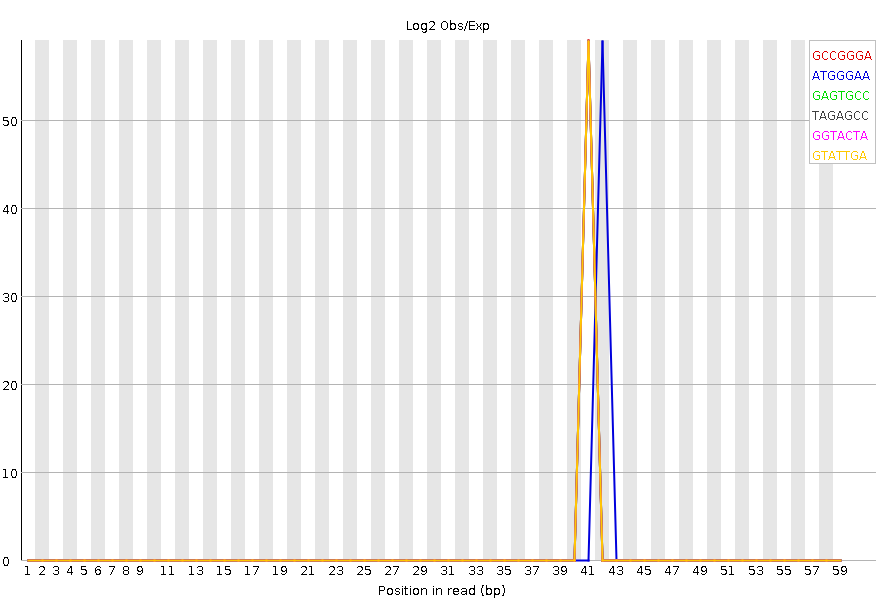 Log2 Obs/Exp
GCCGGGA
ATGGGAA
GAGTGCC
TAGAGCC
GGTACTA
GTATTGA
50
40
30
20
10
0
1 2 3 4 5 6 7 8 9 11 13 15 17 19 21 23 25 27 29 31 33 35 37 39 41 43 45 47 49 51 53 55 57 59
Position in read (bp)